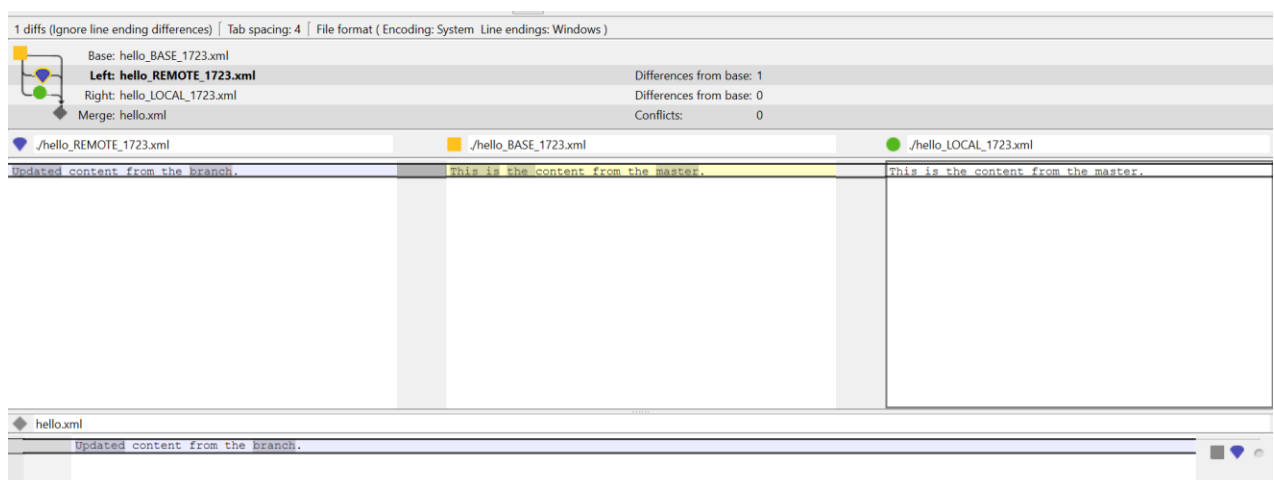 1 diffs (Ignore line ending differences) | Tab spacing: 4 | File format ( Encoding: System Line endings: Windows )
Base: hello_BASE_1723.xml
Left: hello_REMOTE_1723.xml Differences from base: 1
Right: hello_LOCAL_1723.xml Differences from base: 0
Merge: hello.xml Conflicts: 0
./hello_REMOTE_1723.xml ./hello_BASE_1723.xml ./hello_LOCAL_1723.xml
Updated content from the branch. This is the content from the master. This is the content from the master.
hello.xml
Updated content from the branch.